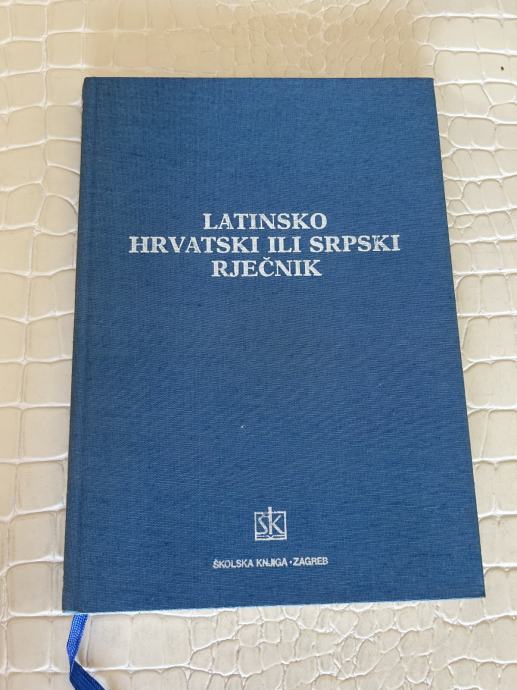 LATINSKO
HRVATSKI ILI SRPSKI
RJEČNIK
ŠK
ŠKOLSKA KNJIGA · ZAGREB